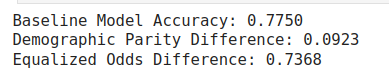 Baseline Model Accuracy: 0.7750
Demographic Parity Difference: 0.0923
Equalized Odds Difference: 0.7368